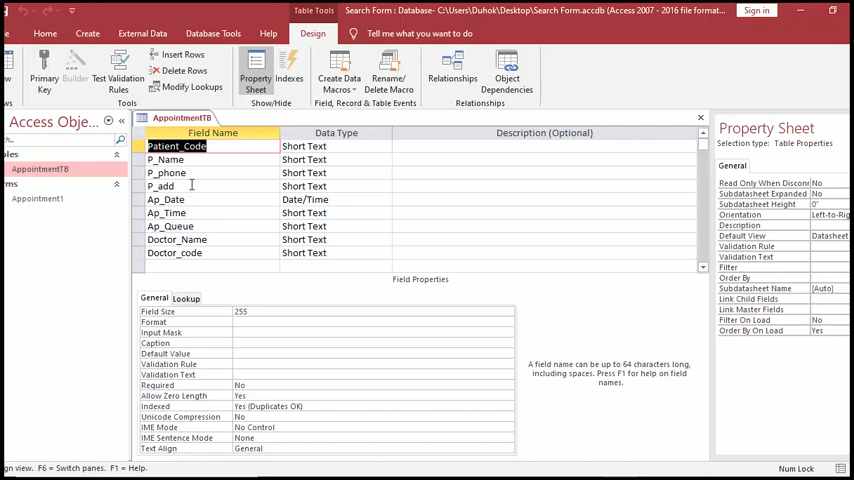 Table Tools
Search Form : Database- C:\Users\Duhok\Desktop\Search Form.accdb (Access 2007 - 2016 file format...
Sign in
Home
Create
External Data
Database Tools
Help
Design
Tell me what you want to do
Primary Key
Builder
Test Validation Rules
Insert Rows
Delete Rows
Modify Lookups
Tools
Property Sheet
Indexes
Show/Hide
Create Data Macros
Rename/ Delete Macro
Field, Record & Table Events
Relationships
Object Dependencies
Relationships
Access Obje...
AppointmentTB
Appointment1
AppointmentTB
Field Name
Data Type
Description (Optional)
Patient_Code
Short Text
P_Name
Short Text
P_phone
Short Text
P_add
Short Text
Ap_Date
Date/Time
Ap_Time
Short Text
Ap_Queue
Short Text
Doctor_Name
Short Text
Doctor_code
Short Text
Field Properties
General
Lookup
Field Size 255
Format
Input Mask
Caption
Default Value
Validation Rule
Validation Text
Required No
Allow Zero Length Yes
Indexed Yes (Duplicates OK)
Unicode Compression No
IME Mode No Control
IME Sentence Mode None
Text Align General
A field name can be up to 64 characters long,
including spaces. Press F1 for help on field
names.
Property Sheet
Selection type: Table Properties
General
Read Only When Disconr No
Subdatasheet Expanded No
Subdatasheet Height 0"
Orientation Left-to-Rig
Description
Default View Datasheet
Validation Rule
Validation Text
Filter
Order By
Subdatasheet Name [Auto]
Link Child Fields
Link Master Fields
Filter On Load No
Order By On Load Yes
gn view. F6 = Switch panes. F1 = Help.
Num Lock